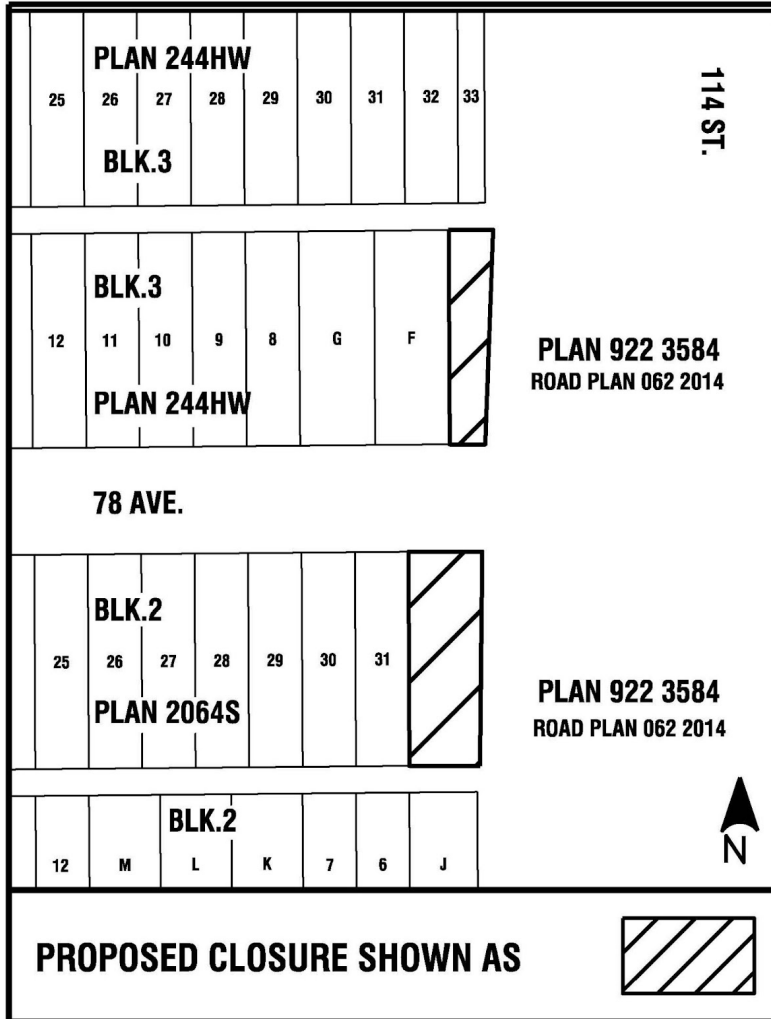 PLAN 244HW
114 ST.
25 26 27 28 29 30 31 32 33
BLK.3
BLK.3
12 11 10 9 8 G F
PLAN 922 3584
ROAD PLAN 062 2014
PLAN 244HW
78 AVE.
BLK.2
25 26 27 28 29 30 31
PLAN 922 3584
ROAD PLAN 062 2014
PLAN 2064S
BLK.2
N
12 M L K 7 6 J
PROPOSED CLOSURE SHOWN AS